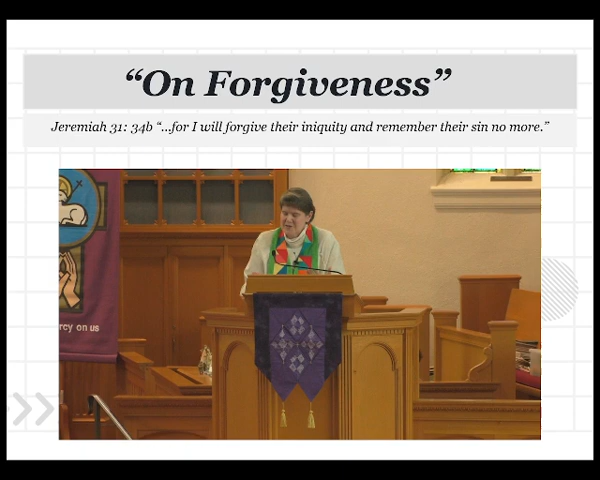 “On Forgiveness”
Jeremiah 31: 34b “...for I will forgive their iniquity and remember their sin no more.”
rcy on us